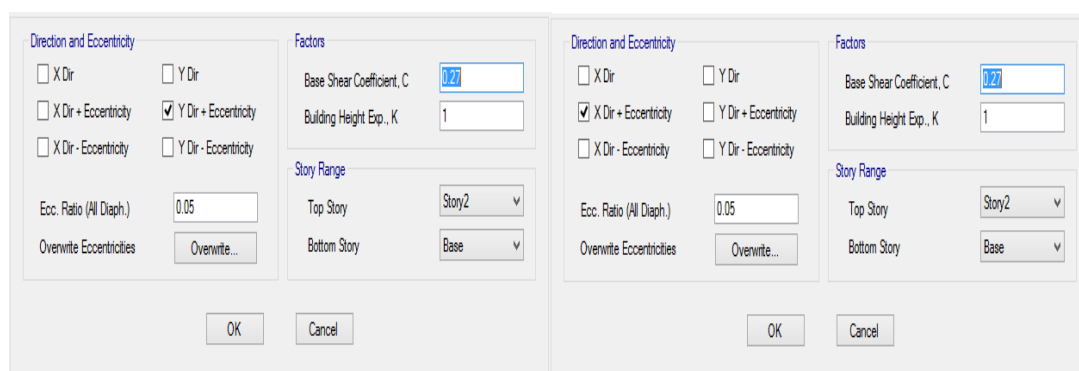 Direction and Eccentricity
X Dir Y Dir
X Dir + Eccentricity Y Dir + Eccentricity
X Dir - Eccentricity Y Dir - Eccentricity
Ecc. Ratio (All Diaph.) 0.05
Overwrite Eccentricities Overwrite...
Factors
Base Shear Coefficient, C 0.27
Building Height Exp., K 1
Story Range
Top Story Story2
Bottom Story Base
OK Cancel
Direction and Eccentricity
X Dir Y Dir
X Dir + Eccentricity Y Dir + Eccentricity
X Dir - Eccentricity Y Dir - Eccentricity
Ecc. Ratio (All Diaph.) 0.05
Overwrite Eccentricities Overwrite...
Factors
Base Shear Coefficient, C 0.27
Building Height Exp., K 1
Story Range
Top Story Story2
Bottom Story Base
OK Cancel